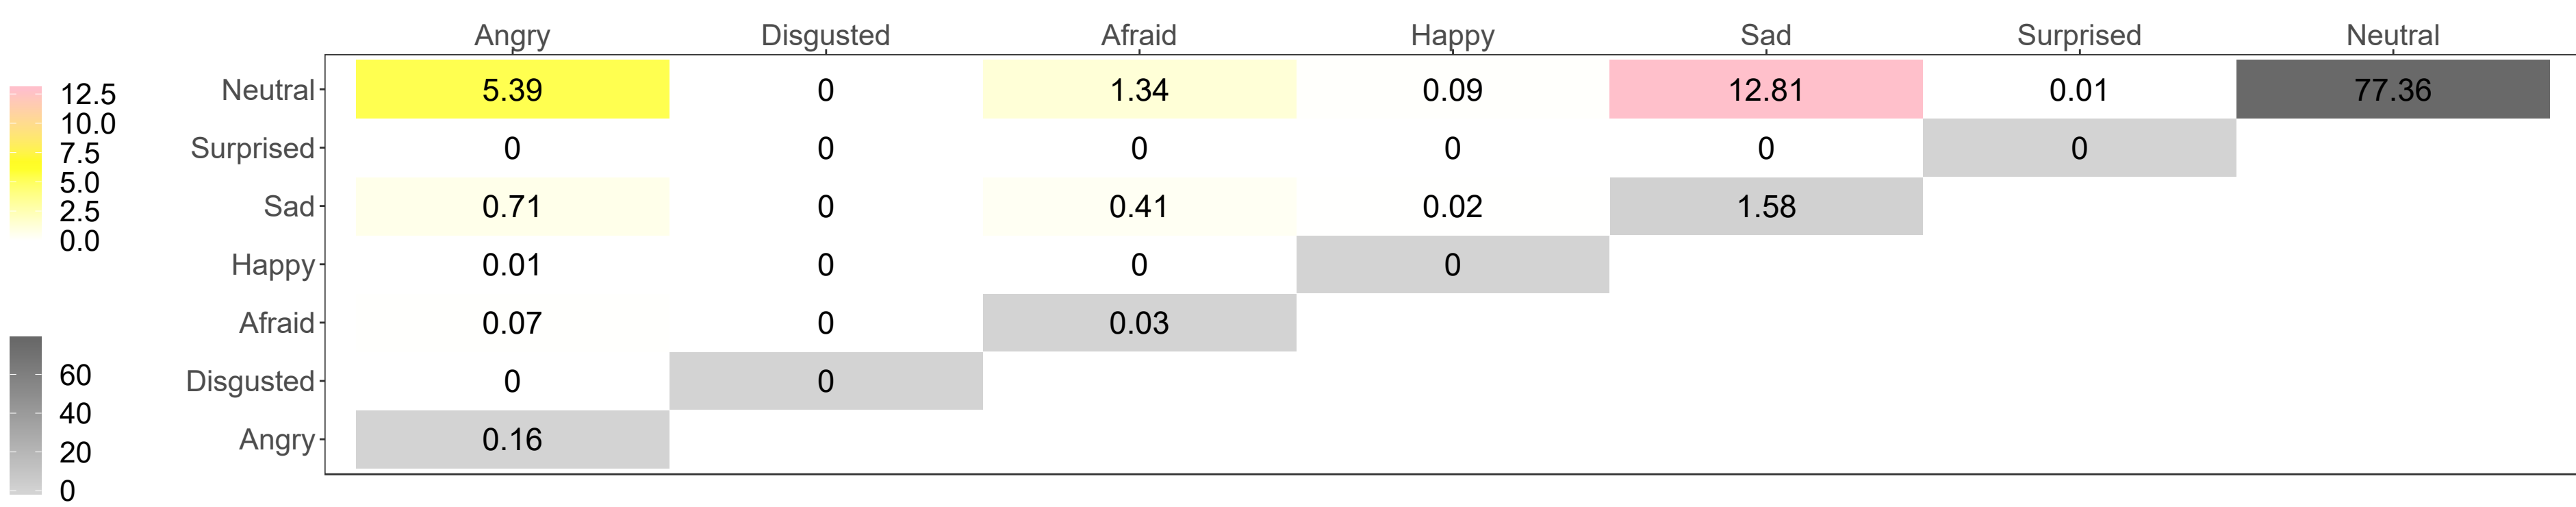 Angry Disgusted Afraid Happy Sad Surprised Neutral
12.5
10.0
7.5
5.0
2.5
0.0
60
40
20
0
Neutral 5.39 0 1.34 0.09 12.81 0.01 77.36
Surprised 0 0 0 0 0 0
Sad 0.71 0 0.41 0.02 1.58
Happy 0.01 0 0 0
Afraid 0.07 0 0.03
Disgusted 0 0
Angry 0.16